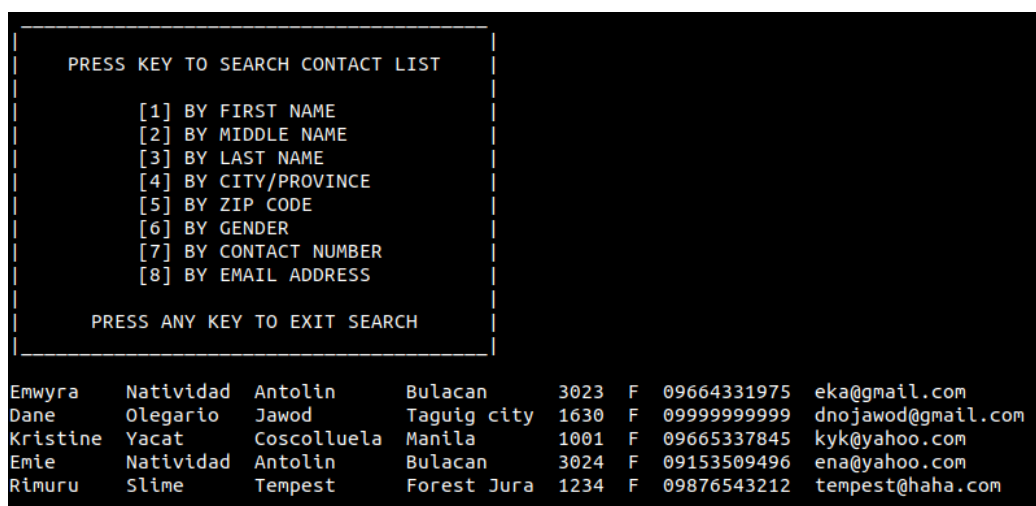 PRESS KEY TO SEARCH CONTACT LIST
[1] BY FIRST NAME
[2] BY MIDDLE NAME
[3] BY LAST NAME
[4] BY CITY/PROVINCE
[5] BY ZIP CODE
[6] BY GENDER
[7] BY CONTACT NUMBER
[8] BY EMAIL ADDRESS
PRESS ANY KEY TO EXIT SEARCH
Emwyra Natividad Antolin Bulacan 3023 F 09664331975 eka@gmail.com
Dane Olegario Jawod Taguig city 1630 F 09999999999 dnojawod@gmail.com
Kristine Yacat Coscolluela Manila 1001 F 09665337845 kyk@yahoo.com
Emie Natividad Antolin Bulacan 3024 F 09153509496 ena@yahoo.com
Rimuru Slime Tempest Forest Jura 1234 F 09876543212 tempest@haha.com